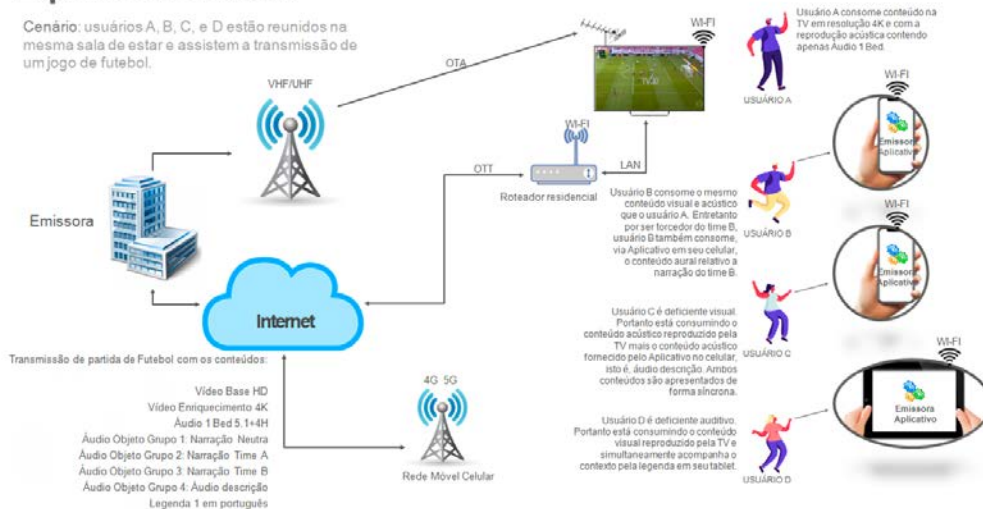 Cenário: usuários A, B, C, e D estão reunidos na
mesma sala de estar e assistem a transmissão de
um jogo de futebol.
VHF/UHF
OTA
WI-FI
Usuário A consome conteúdo na
TV em resolução 4K e com a
reprodução acústica contendo
apenas Áudio 1 Bed.
USUÁRIO A
WI-FI
Emissora
Aplicativo
WI-FI
OTT
LAN
Roteador residencial
Usuário B consome o mesmo
conteúdo visual e acústico
que o usuário A. Entretanto
por ser torcedor do time B,
usuário B também consome,
via Aplicativo em seu celular,
o conteúdo aural relativo a
narração do time B.
USUÁRIO B
WI-FI
Emissora
Aplicativo
Emissora
Internet
Usuário C é deficiente visual.
Portanto está consumindo o
conteúdo acústico reproduzido pela
TV mais o conteúdo acústico
fornecido pelo Aplicativo no celular,
isto é, áudio descrição. Ambos
conteúdos são apresentados de
forma síncrona.
USUÁRIO C
WI-FI
Emissora
Aplicativo
Usuário D é deficiente auditivo.
Portanto está consumindo o conteúdo
visual reproduzido pela TV e
simultaneamente acompanha o
contexto pela legenda em seu tablet.
USUÁRIO D
Transmissão de partida de Futebol com os conteúdos:
Vídeo Base HD
Vídeo Enriquecimento 4K
Áudio 1 Bed 5.1+4H
Áudio Objeto Grupo 1: Narração Neutra
Áudio Objeto Grupo 2: Narração Time A
Áudio Objeto Grupo 3: Narração Time B
Áudio Objeto Grupo 4: Áudio descrição
Legenda 1 em português
4G 5G
Rede Móvel Celular